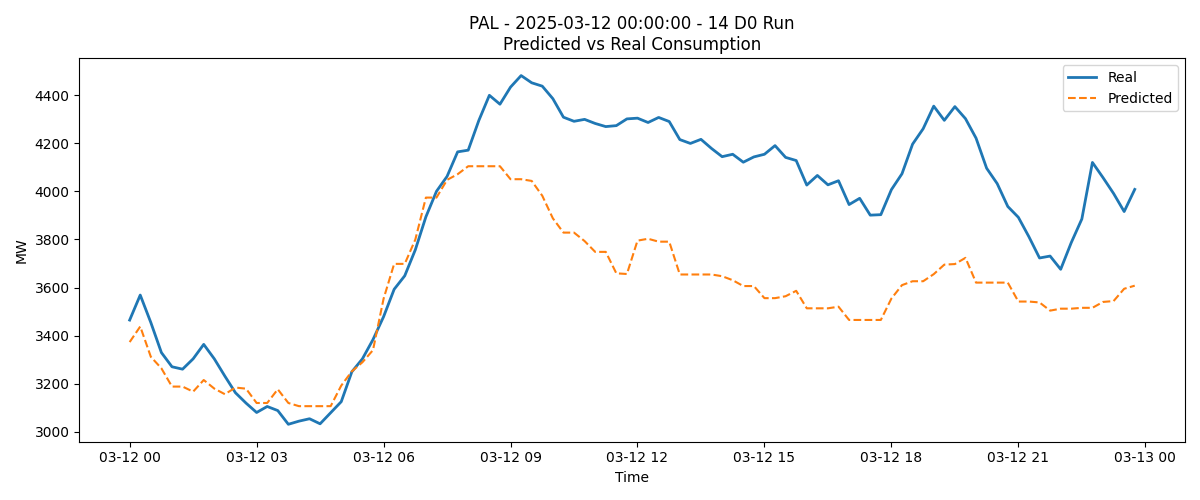 PAL - 2025-03-12 00:00:00 - 14 D0 Run
Predicted vs Real Consumption
Real
Predicted
4400
4200
4000
3800
3600
3400
3200
3000
MW
03-12 00
03-12 03
03-12 06
03-12 09
03-12 12
03-12 15
03-12 18
03-12 21
03-13 00
Time